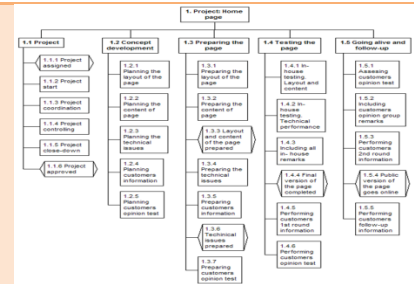 1. Project: Home
page
1.1 Project
1.1.1 Project
assigned
1.1.2 Project
start
1.1.3 Project
coordination
1.1.4 Project
controlling
1.1.5 Project
close-down
1.1.6 Project
approved
1.2 Concept
development
1.2.1
Planning the
layout of the
page
1.2.2
Planning the
content of
page
1.2.3
Planning the
technical
issues
1.2.4
Planning
customers
information
1.2.5
Planning
customers
opinion test
1.3 Preparing the
page
1.3.1
Preparing the
layout of the
page
1.3.2
Preparing the
content of
page
1.3.3 Layout
and content
of the page
prepared
1.3.4
Preparing the
technical
issues
1.3.5
Preparing
customers
information
1.3.6
Techinical
issues
prepared
1.3.7
Preparing
customers
opinion test
1.4 Testing the
page
1.4.1 In-
house
testing.
Layout and
content
1.4.2 In-
house
testing.
Technical
performance
1.4.3
Including all
in- house
remarks
1.4.4 Final
version of
the page
completed
1.4.5
Performing
customers
1st round
information
1.4.6
Performing
customers
opinion test
1.5 Going alive and
follow-up
1.5.1
Assessing
customers
opinion test
1.5.2
Including
customers
opinion group
remarks
1.5.3
Performing
customers
2nd round
information
1.5.4 Public
version of
the page
goes online
1.5.5
Performing
customers
follow-up
information